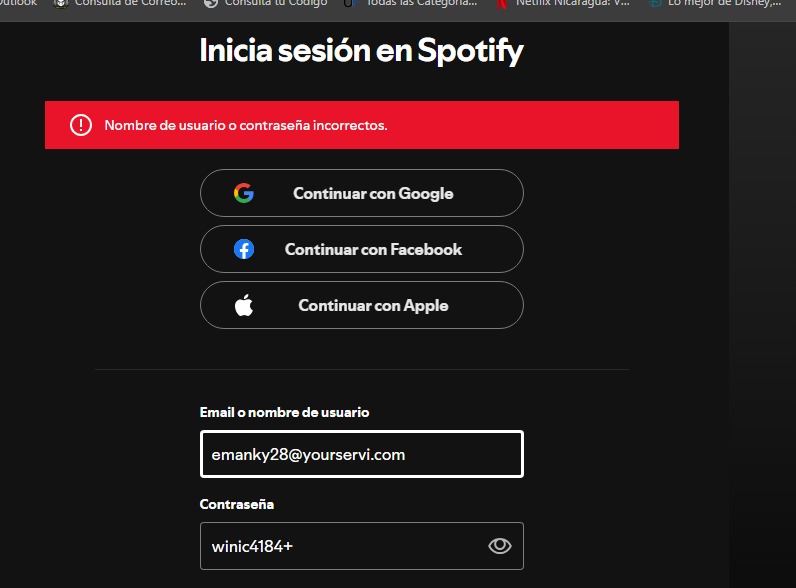 Outlook Consulta de Correo... Consulta tu Código Todas las Categoría... Netflix Nicaragua: V... Lo mejor de Disney,...
Inicia sesión en Spotify
Nombre de usuario o contraseña incorrectos.
Continuar con Google
Continuar con Facebook
Continuar con Apple
Email o nombre de usuario
emanky28@yourservi.com
Contraseña
winic4184+